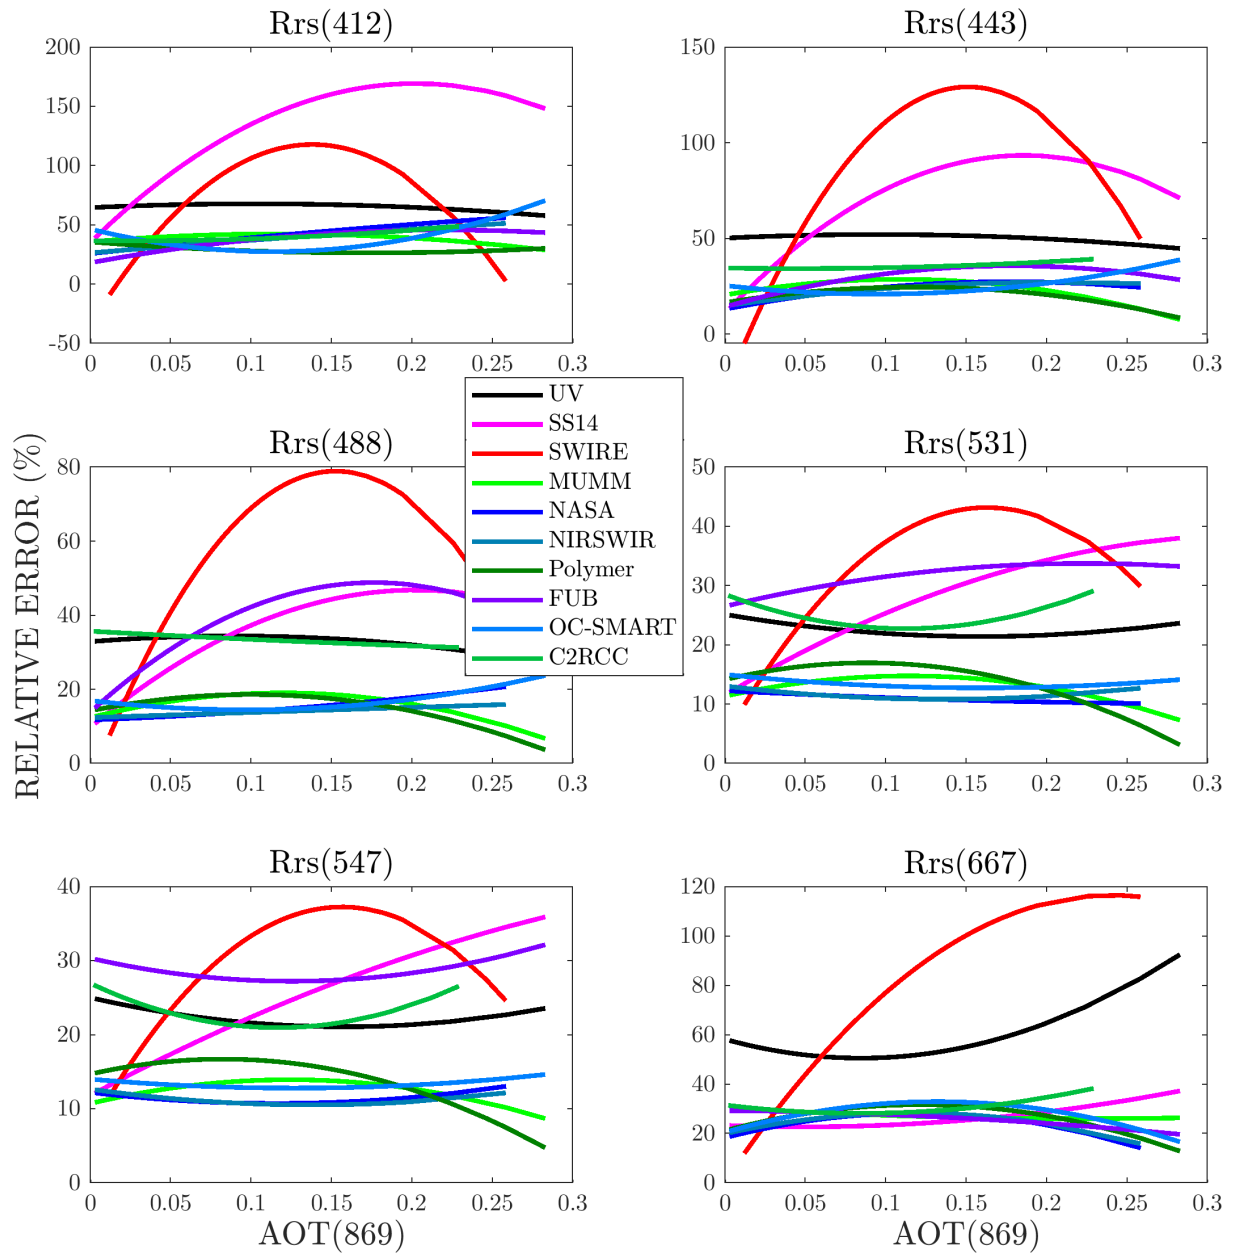 Rrs(412)
200
150
100
50
0
-50
0 0.05 0.1 0.15 0.2 0.25 0.3
Rrs(443)
150
100
50
0
0 0.05 0.1 0.15 0.2 0.25 0.3
UV
SS14
SWIRE
MUMM
NASA
NIRSWIR
Polymer
FUB
OC-SMART
C2RCC
RELATIVE ERROR (%)
Rrs(488)
80
60
40
20
0
0 0.05 0.1 0.15 0.2 0.25 0.3
Rrs(531)
50
40
30
20
10
0
0 0.05 0.1 0.15 0.2 0.25 0.3
Rrs(547)
40
30
20
10
0
0 0.05 0.1 0.15 0.2 0.25 0.3
AOT(869)
Rrs(667)
120
100
80
60
40
20
0
0 0.05 0.1 0.15 0.2 0.25 0.3
AOT(869)